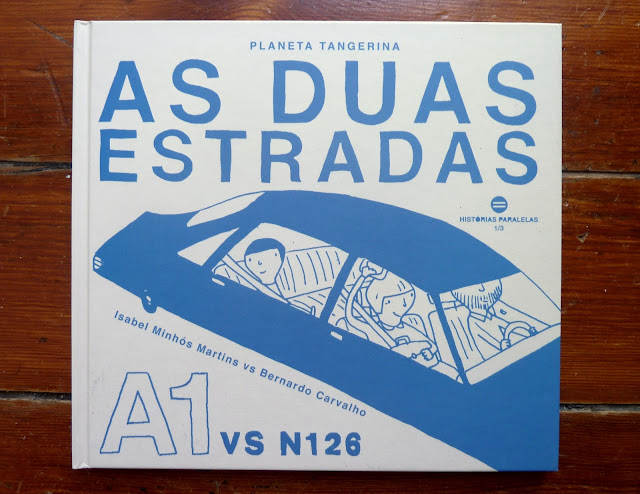 PLANETA TANGERINA
AS DUAS
ESTRADAS
HISTÓRIAS PARALELAS
1/3
Isabel Minhós Martins vs Bernardo Carvalho
A1 VS N126